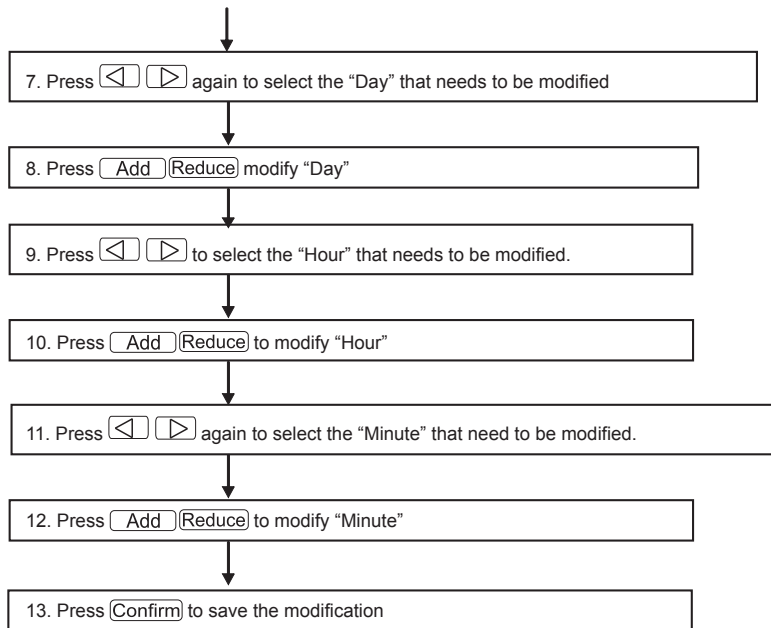 7. Press ◁ ▷ again to select the “Day” that needs to be modified
8. Press Add Reduce modify “Day”
9. Press ◁ ▷ to select the “Hour” that needs to be modified.
10. Press Add Reduce to modify “Hour”
11. Press ◁ ▷ again to select the “Minute” that need to be modified.
12. Press Add Reduce to modify “Minute”
13. Press Confirm to save the modification